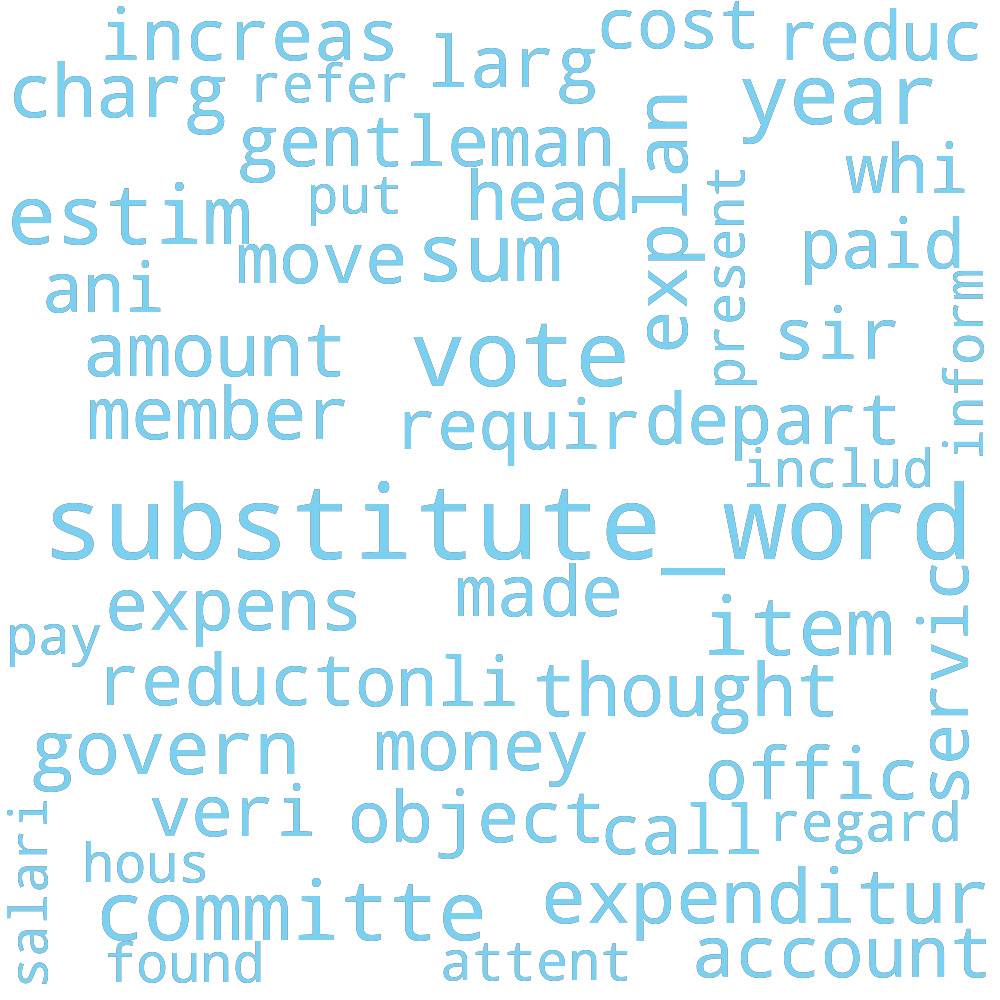 increas
cost
reduc
charg
refer
larg
year
gentleman
explan
whi
put
head
present
estim
move
sum
paid
ani
inform
amount
vote
sir
member
requir
depart
includ
substitute_word
expens
made
item
servic
pay
reduct
onli
thought
govern
money
offic
veri
object
call
regard
salari
hous
committe
expenditur
found
attent
account